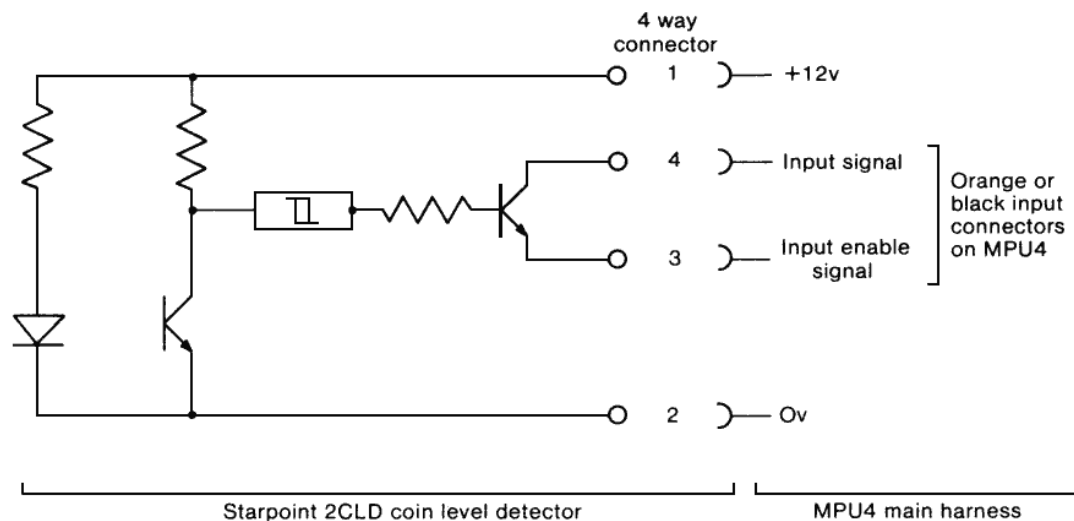 4 way
connector
1
+12v
4
Input signal
3
Input enable
signal
Orange or
black input
connectors
on MPU4
2
Ov
Starpoint 2CLD coin level detector
MPU4 main harness